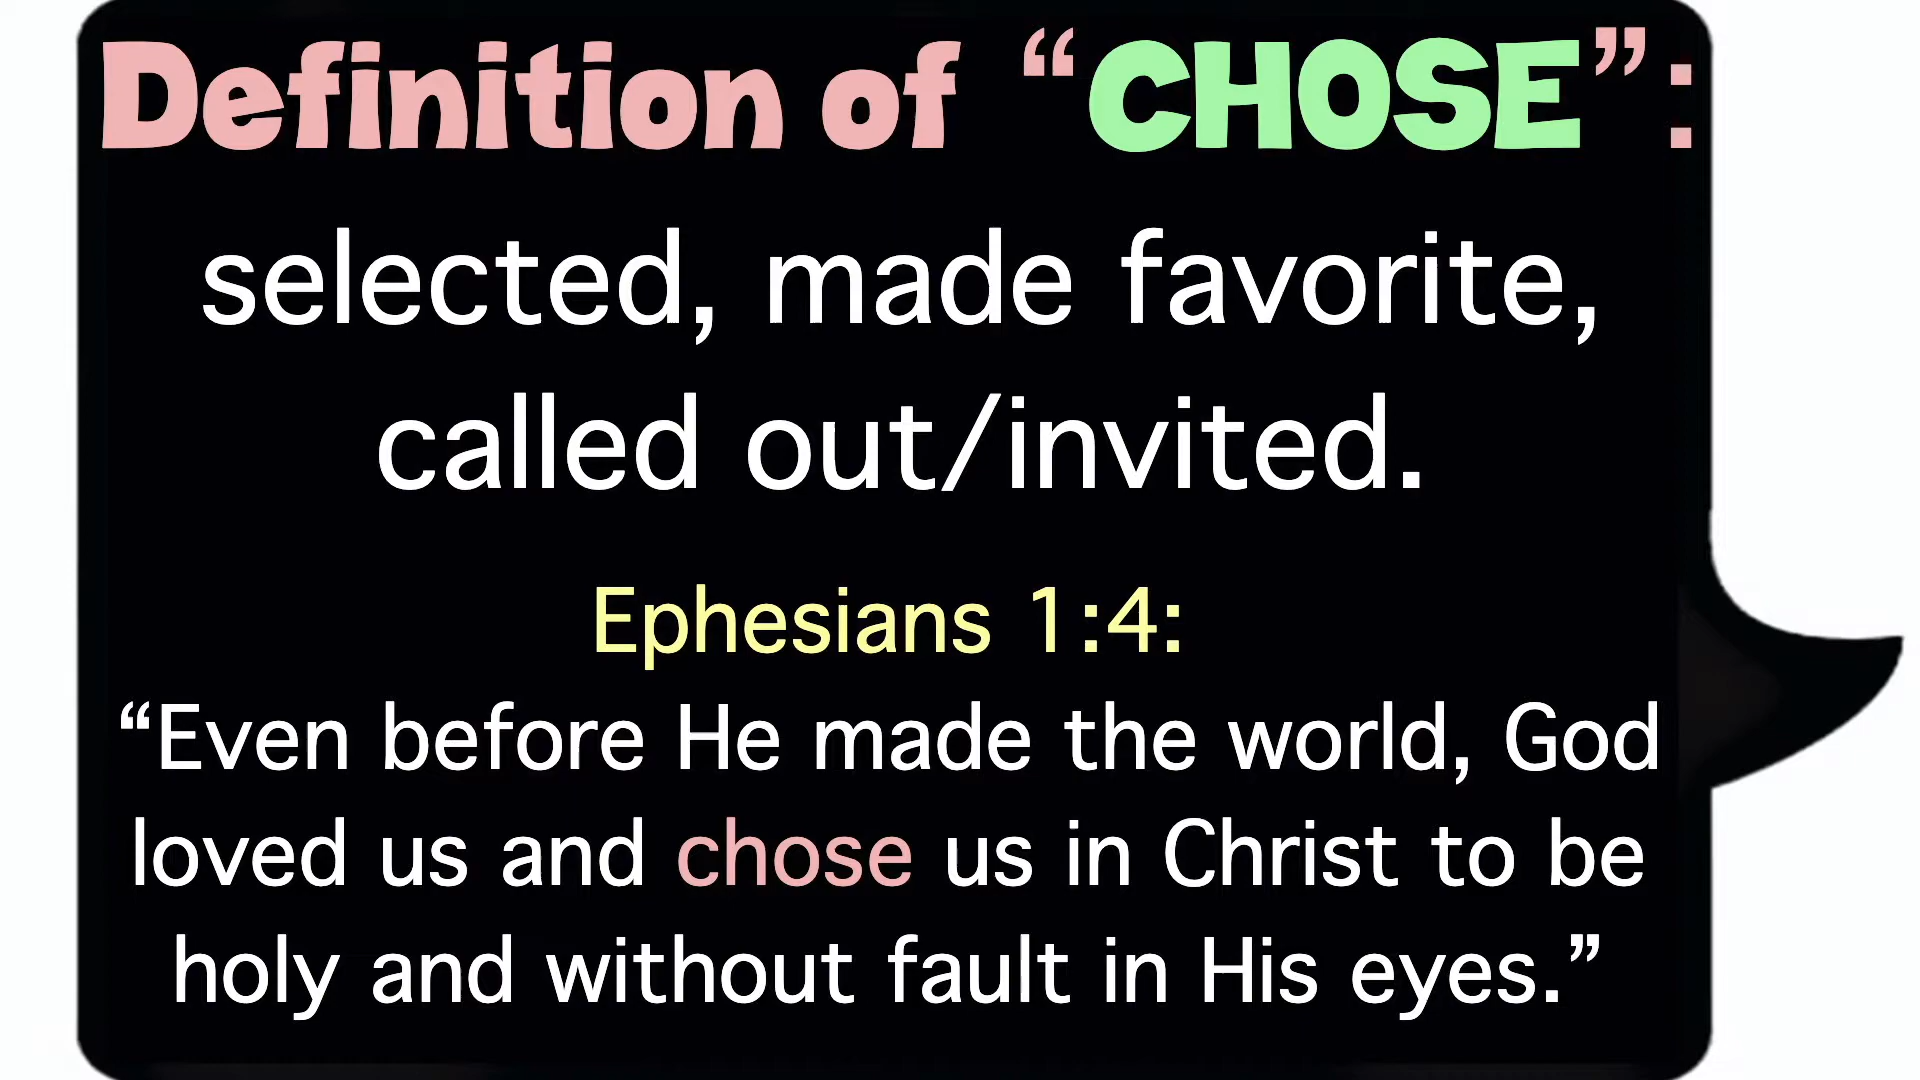 Definition of “CHOSE”:
selected, made favorite,
called out/invited.
Ephesians 1:4:
“Even before He made the world, God
loved us and chose us in Christ to be
holy and without fault in His eyes.”